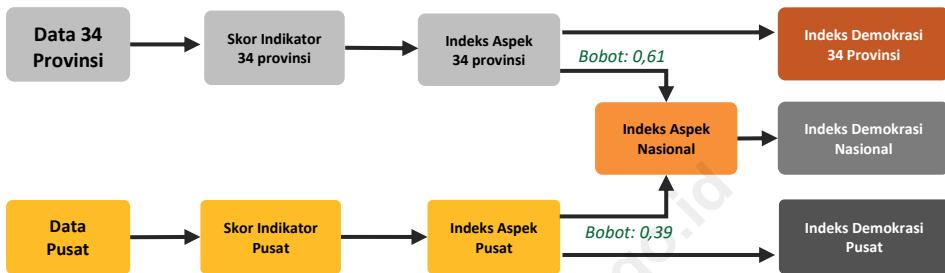 Data 34
Provinsi
Skor Indikator
34 provinsi
Indeks Aspek
34 provinsi
Bobot: 0,61
Indeks Demokrasi
34 Provinsi
Indeks Aspek
Nasional
Indeks Demokrasi
Nasional
Data
Pusat
Skor Indikator
Pusat
Indeks Aspek
Pusat
Bobot: 0,39
Indeks Demokrasi
Pusat
go.id